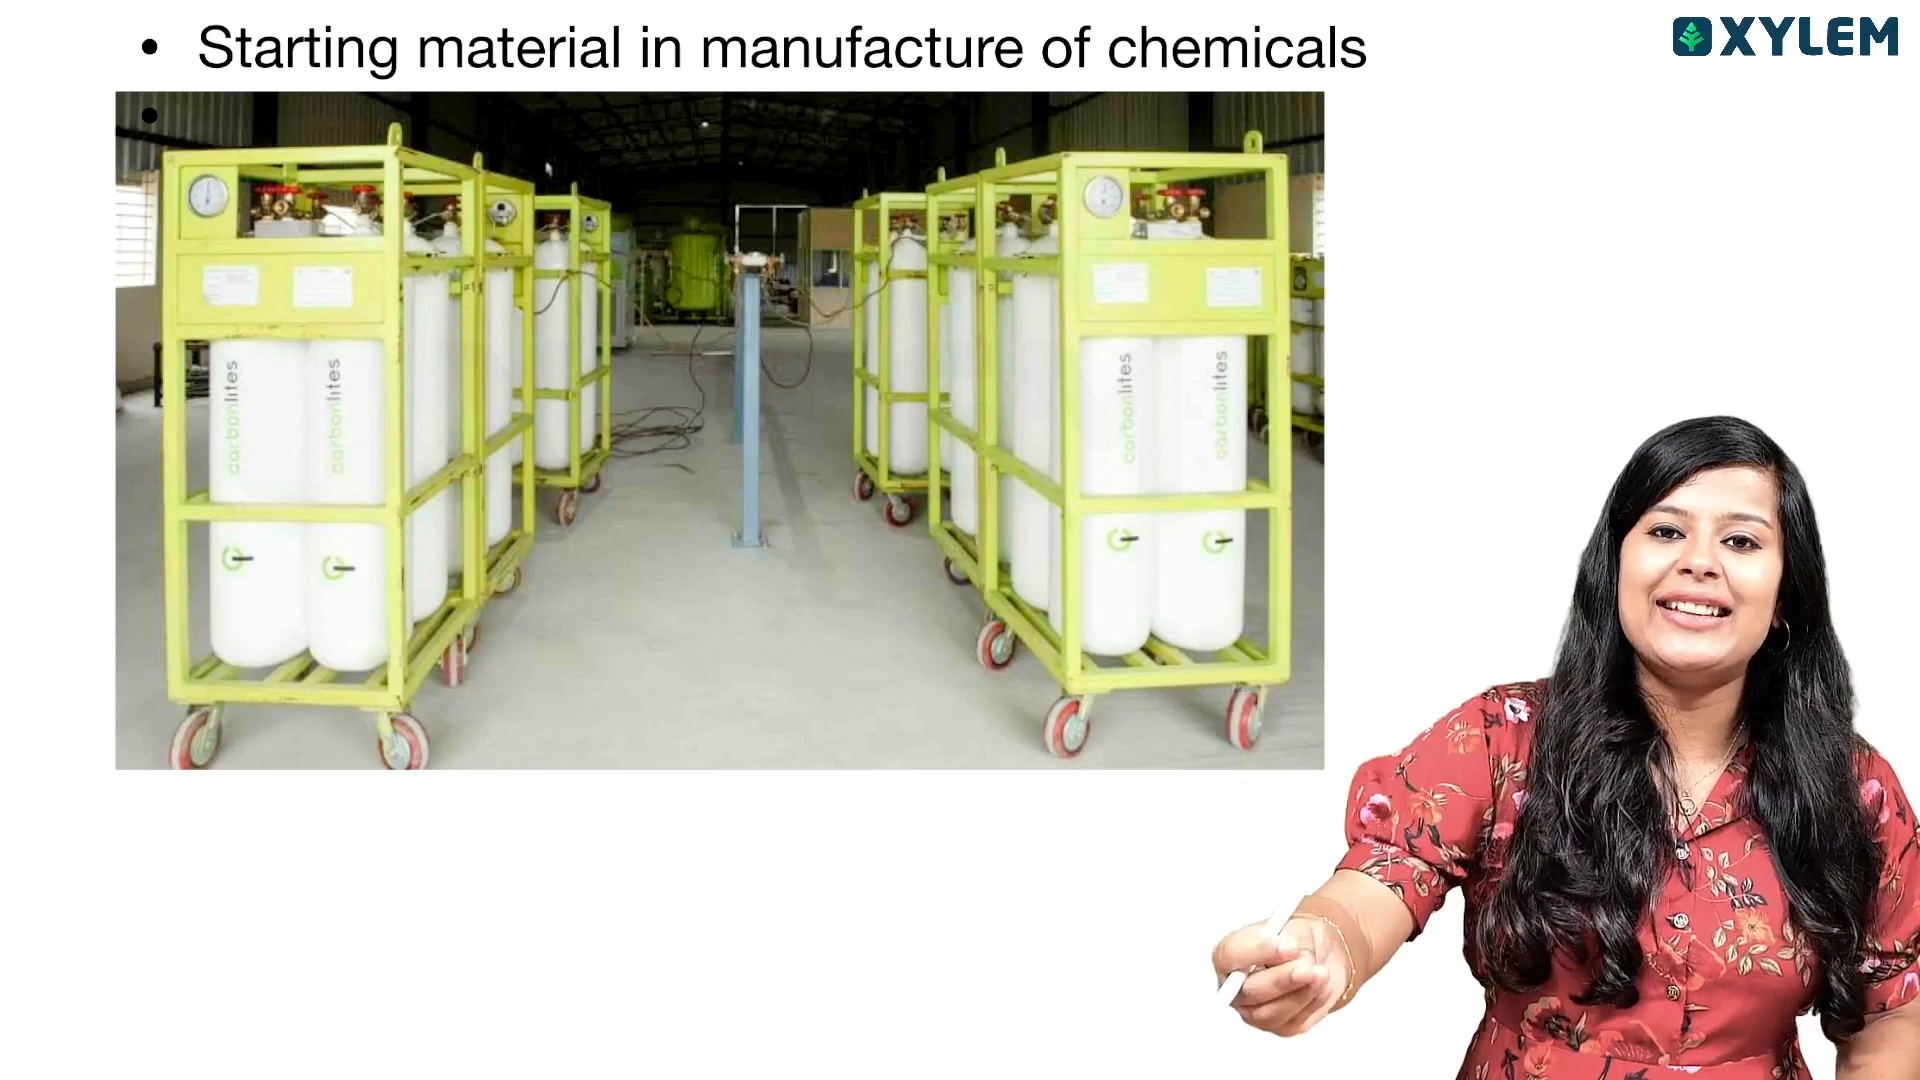 • Starting material in manufacture of chemicals
XYLEM
•
carbonlites
carbonlites
carbonlites
carbonlites